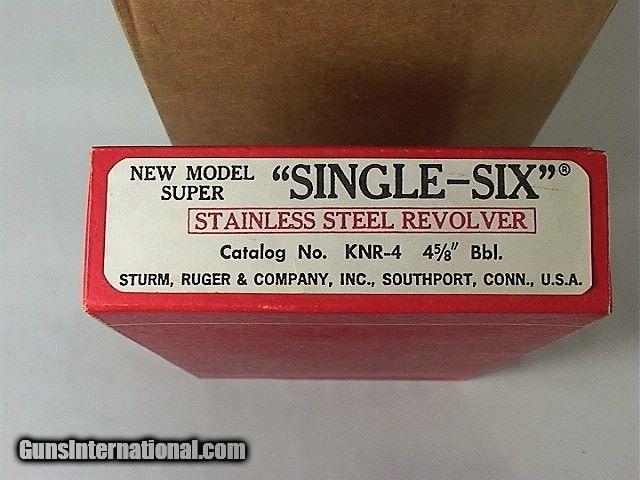 NEW MODEL SUPER "SINGLE-SIX"®
STAINLESS STEEL REVOLVER
Catalog No. KNR-4 4⅝" Bbl.
STURM, RUGER & COMPANY, INC., SOUTHPORT, CONN., U.S.A.
GunsInternational.com